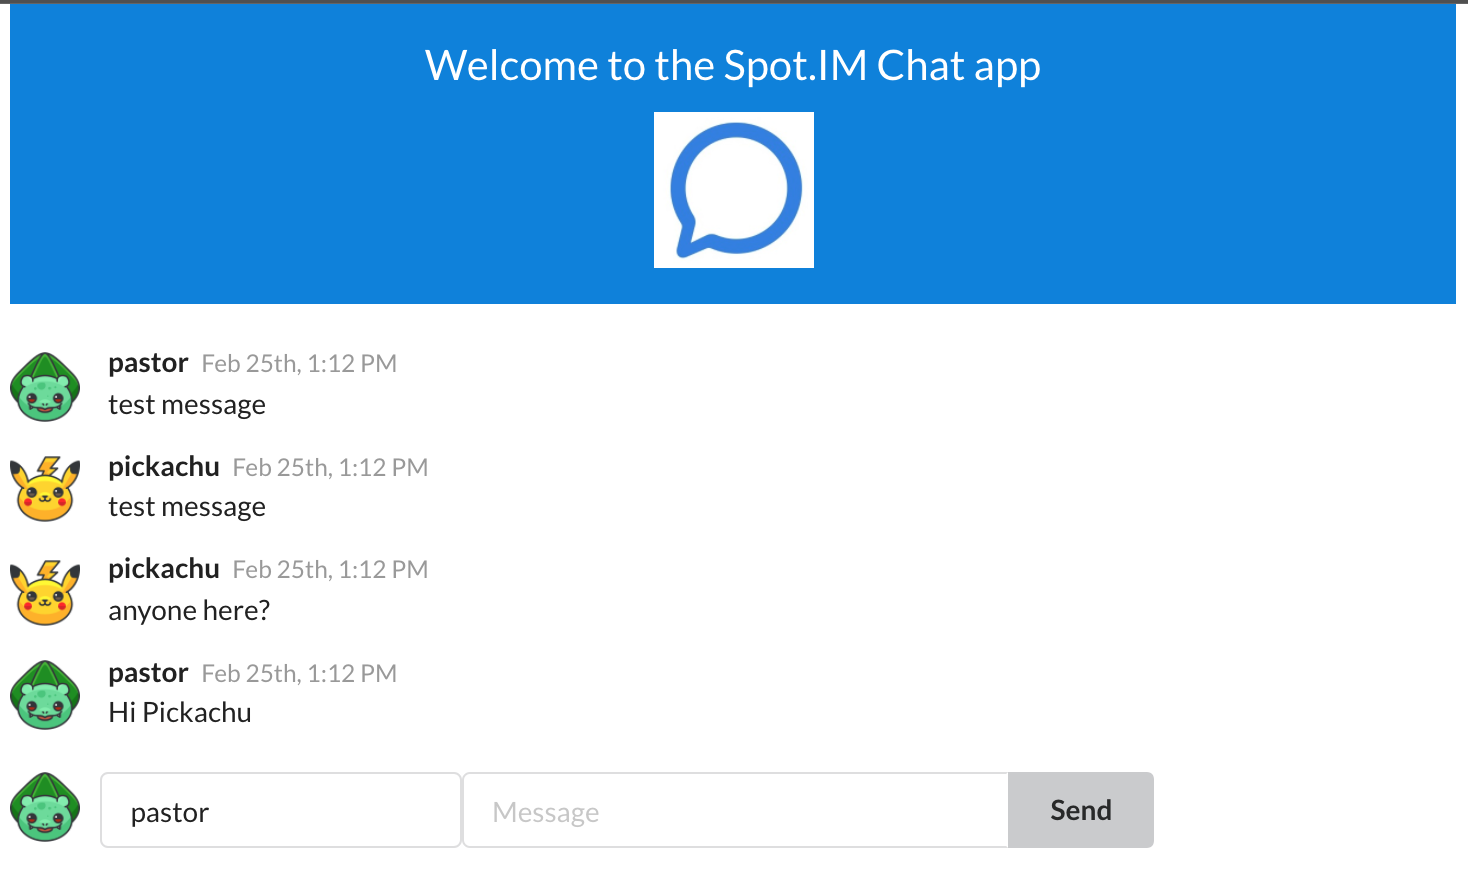 Welcome to the Spot.IM Chat app
pastor Feb 25th, 1:12 PM
test message
pickachu Feb 25th, 1:12 PM
test message
pickachu Feb 25th, 1:12 PM
anyone here?
pastor Feb 25th, 1:12 PM
Hi Pickachu
pastor Message Send